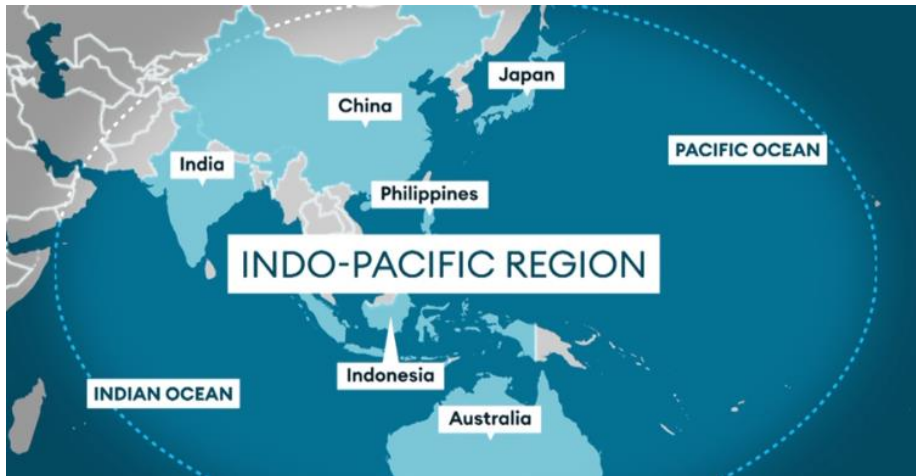 Japan
China
PACIFIC OCEAN
India
Philippines
INDO-PACIFIC REGION
Indonesia
INDIAN OCEAN
Australia